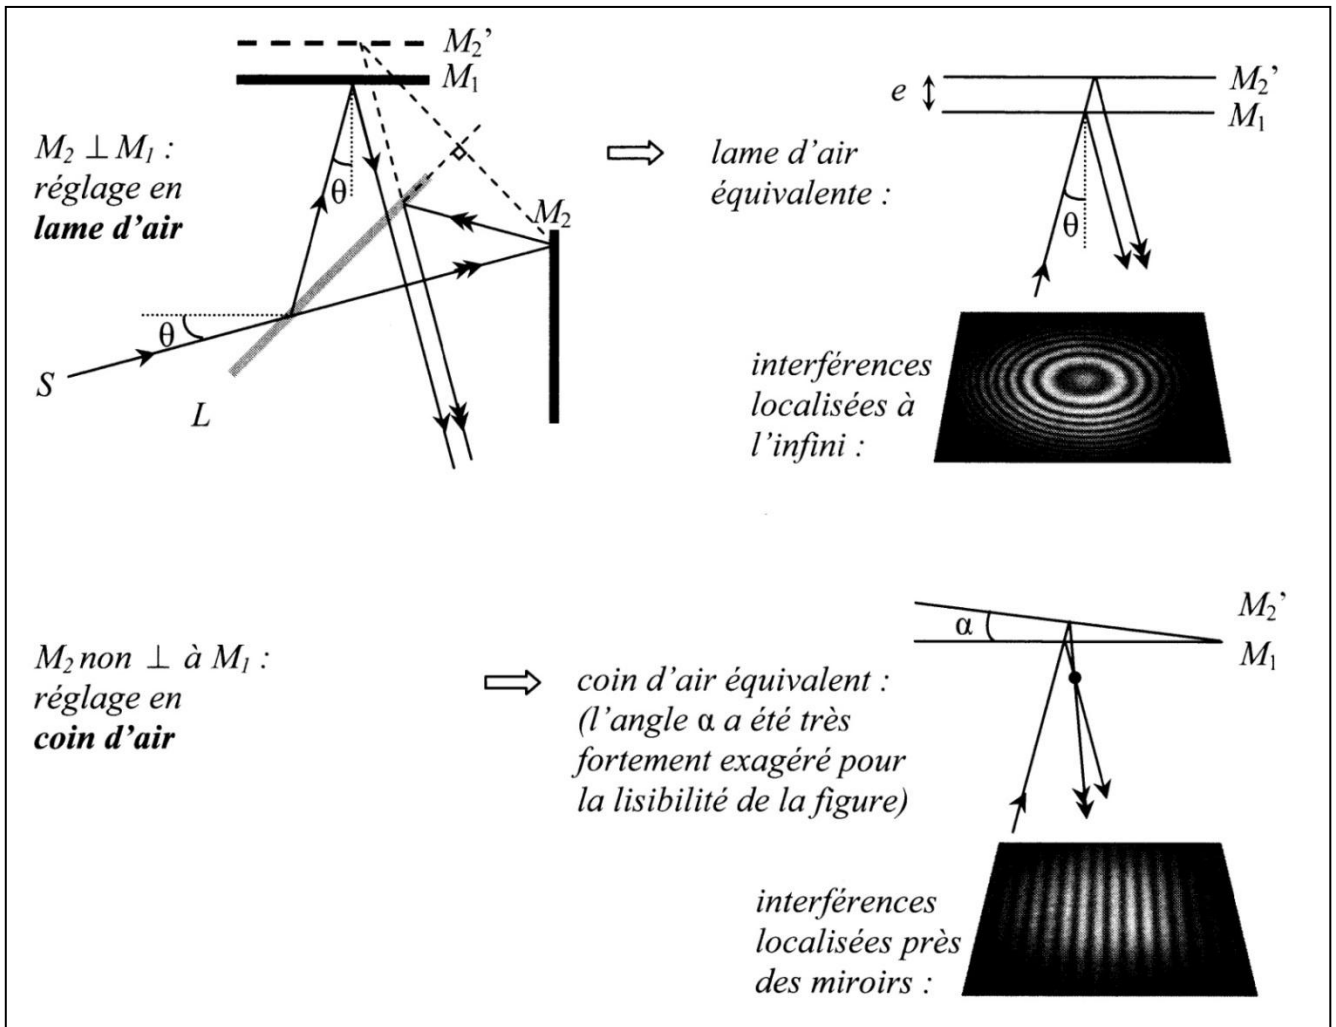 M₂'
M₁
M₂ ⊥ M₁ :
réglage en
lame d'air
θ
M₂
θ
S
L
lame d'air
équivalente :
e
M₂'
M₁
θ
interférences
localisées à
l'infini :
M₂ non ⊥ à M₁ :
réglage en
coin d'air
coin d'air équivalent :
(l'angle α a été très
fortement exagéré pour
la lisibilité de la figure)
α
M₂'
M₁
interférences
localisées près
des miroirs :